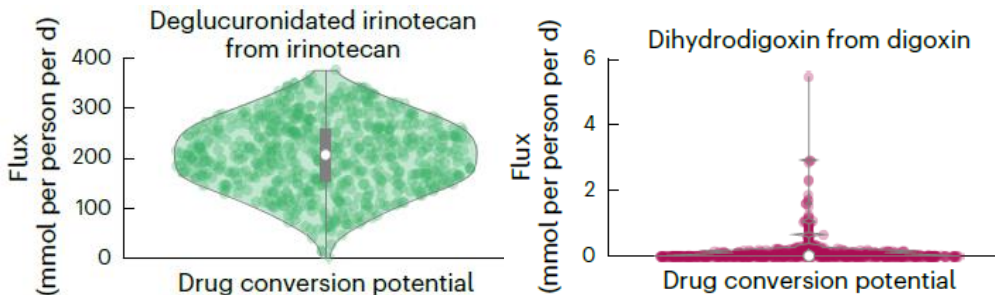 Deglucuronidated irinotecan
from irinotecan
Flux
(mmol per person per d)
400
300
200
100
0
Drug conversion potential
Dihydrodigoxin from digoxin
Flux
(mmol per person per d)
6
4
2
0
Drug conversion potential